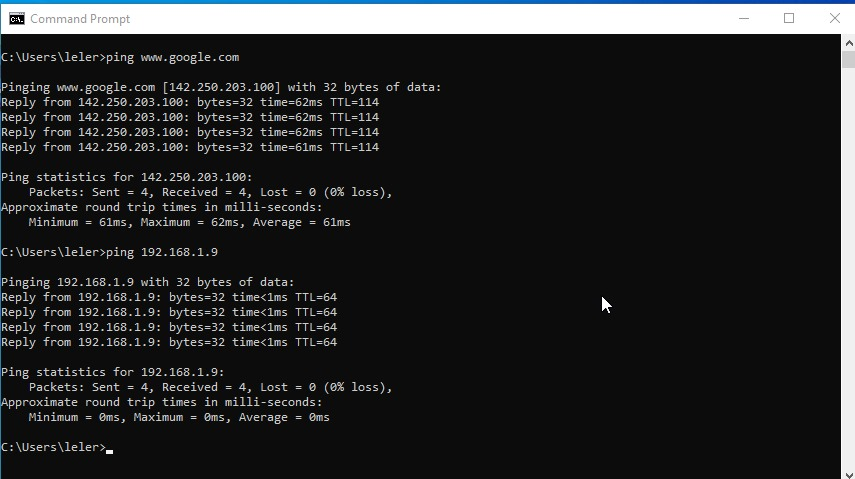 Command Prompt
C:\Users\leler>ping www.google.com
Pinging www.google.com [142.250.203.100] with 32 bytes of data:
Reply from 142.250.203.100: bytes=32 time=62ms TTL=114
Reply from 142.250.203.100: bytes=32 time=62ms TTL=114
Reply from 142.250.203.100: bytes=32 time=62ms TTL=114
Reply from 142.250.203.100: bytes=32 time=61ms TTL=114
Ping statistics for 142.250.203.100:
    Packets: Sent = 4, Received = 4, Lost = 0 (0% loss),
Approximate round trip times in milli-seconds:
    Minimum = 61ms, Maximum = 62ms, Average = 61ms
C:\Users\leler>ping 192.168.1.9
Pinging 192.168.1.9 with 32 bytes of data:
Reply from 192.168.1.9: bytes=32 time<1ms TTL=64
Reply from 192.168.1.9: bytes=32 time<1ms TTL=64
Reply from 192.168.1.9: bytes=32 time<1ms TTL=64
Reply from 192.168.1.9: bytes=32 time<1ms TTL=64
Ping statistics for 192.168.1.9:
    Packets: Sent = 4, Received = 4, Lost = 0 (0% loss),
Approximate round trip times in milli-seconds:
    Minimum = 0ms, Maximum = 0ms, Average = 0ms
C:\Users\leler>